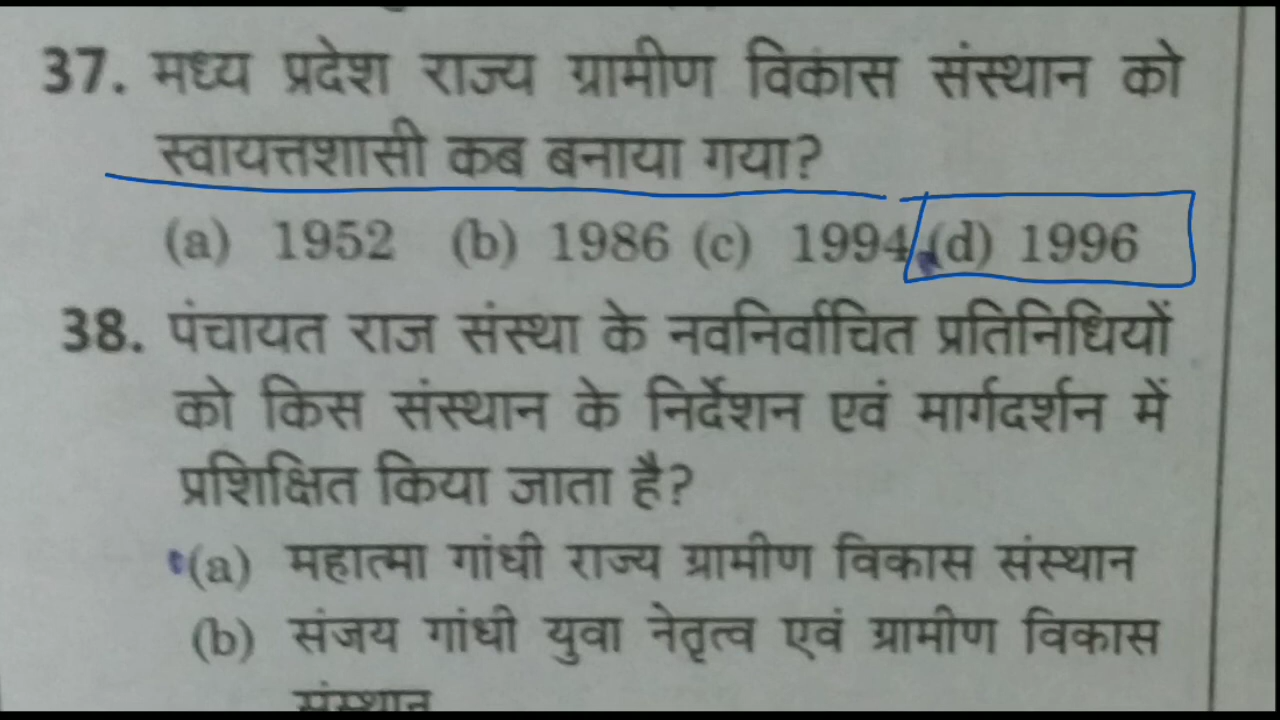 37. मध्य प्रदेश राज्य ग्रामीण विकास संस्थान को
स्वायत्तशासी कब बनाया गया?
(a) 1952 (b) 1986 (c) 1994 (d) 1996
38. पंचायत राज संस्था के नवनिर्वाचित प्रतिनिधियों
को किस संस्थान के निर्देशन एवं मार्गदर्शन में
प्रशिक्षित किया जाता है?
(a) महात्मा गांधी राज्य ग्रामीण विकास संस्थान
(b) संजय गांधी युवा नेतृत्व एवं ग्रामीण विकास
संस्थान